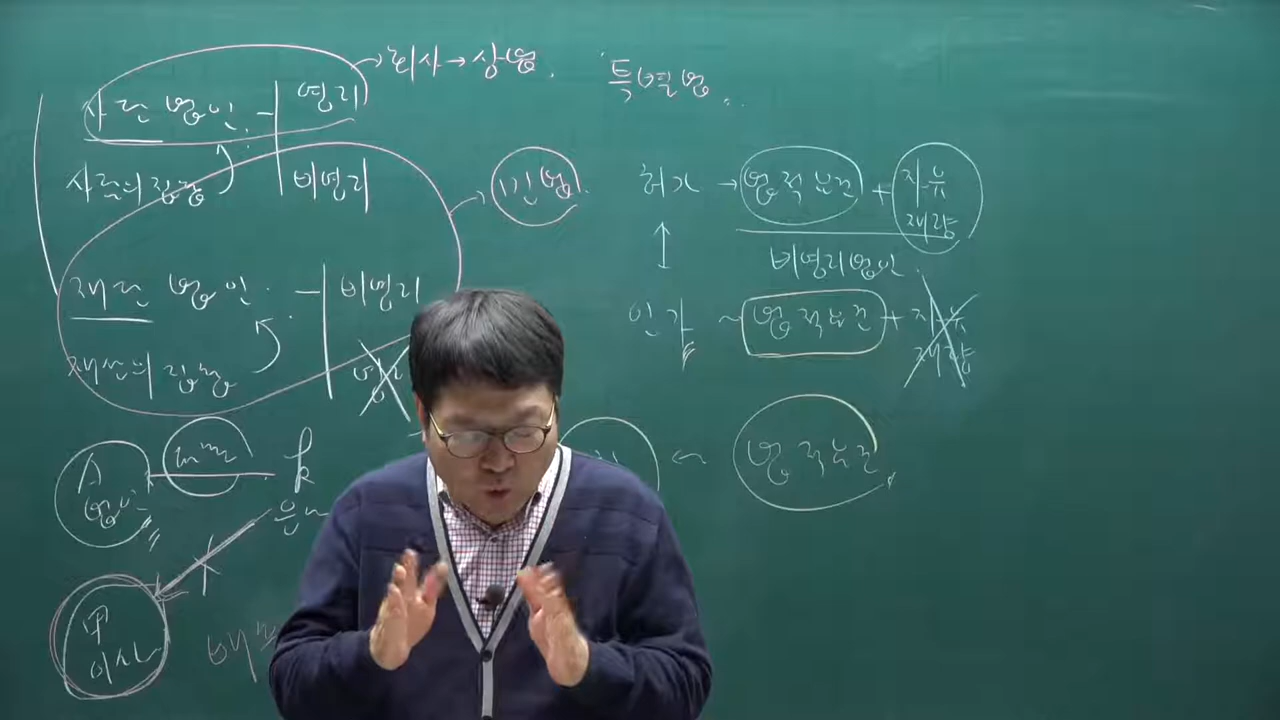 회사 → 상법.
특별법
사단 법인 - 영리
사람의 집단 비영리
민법
허가 → 법적요건 + 자유
재량
비영리법인
재단 법인 - 비영리
인가 ~ 법적요건 + 자유
재량
재산의 집단
법적요건
A 법인
k
은
甲
이사